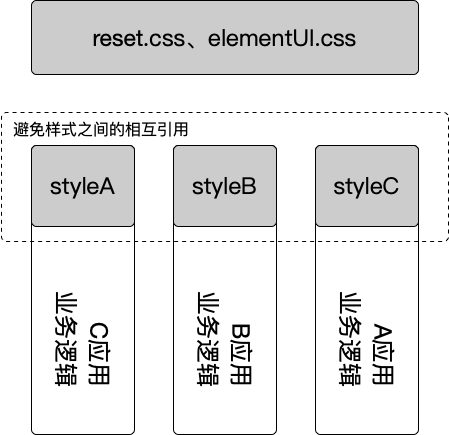 reset.css、elementUI.css
避免样式之间的相互引用
styleA
styleB
styleC
C应用
业务逻辑
B应用
业务逻辑
A应用
业务逻辑